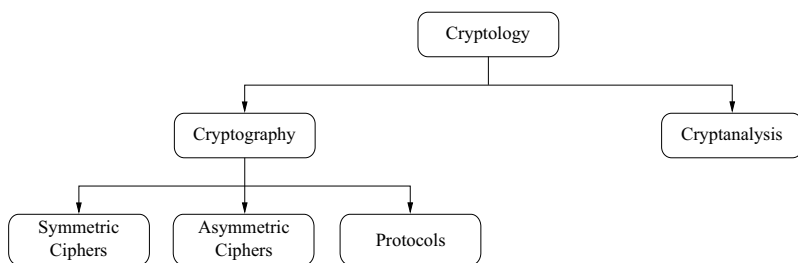 Cryptology
Cryptography
Cryptanalysis
Symmetric
Ciphers
Asymmetric
Ciphers
Protocols